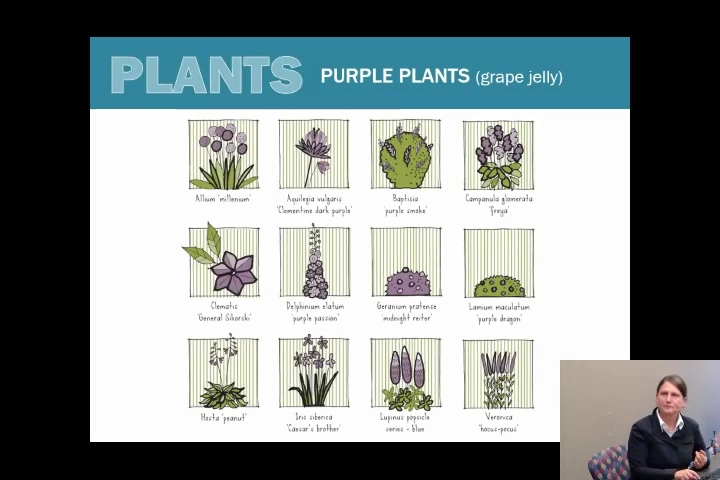 PLANTS PURPLE PLANTS (grape jelly)
Allium 'millenium'
Aquilegia vulgaris
'Clementine dark purple'
Baptisia
'purple smoke'
Campanula glomerata
'freya'
Clematis
'General Sikorski'
Delphinium elatum
'purple passion'
Geranium pratense
'midnight reiter'
Lamium maculatum
'purple dragon'
Hosta 'peanut'
Iris siberica
'Caesar's brother'
Lupinus popsicle
series - blue
Veronica
'hocus-pocus'